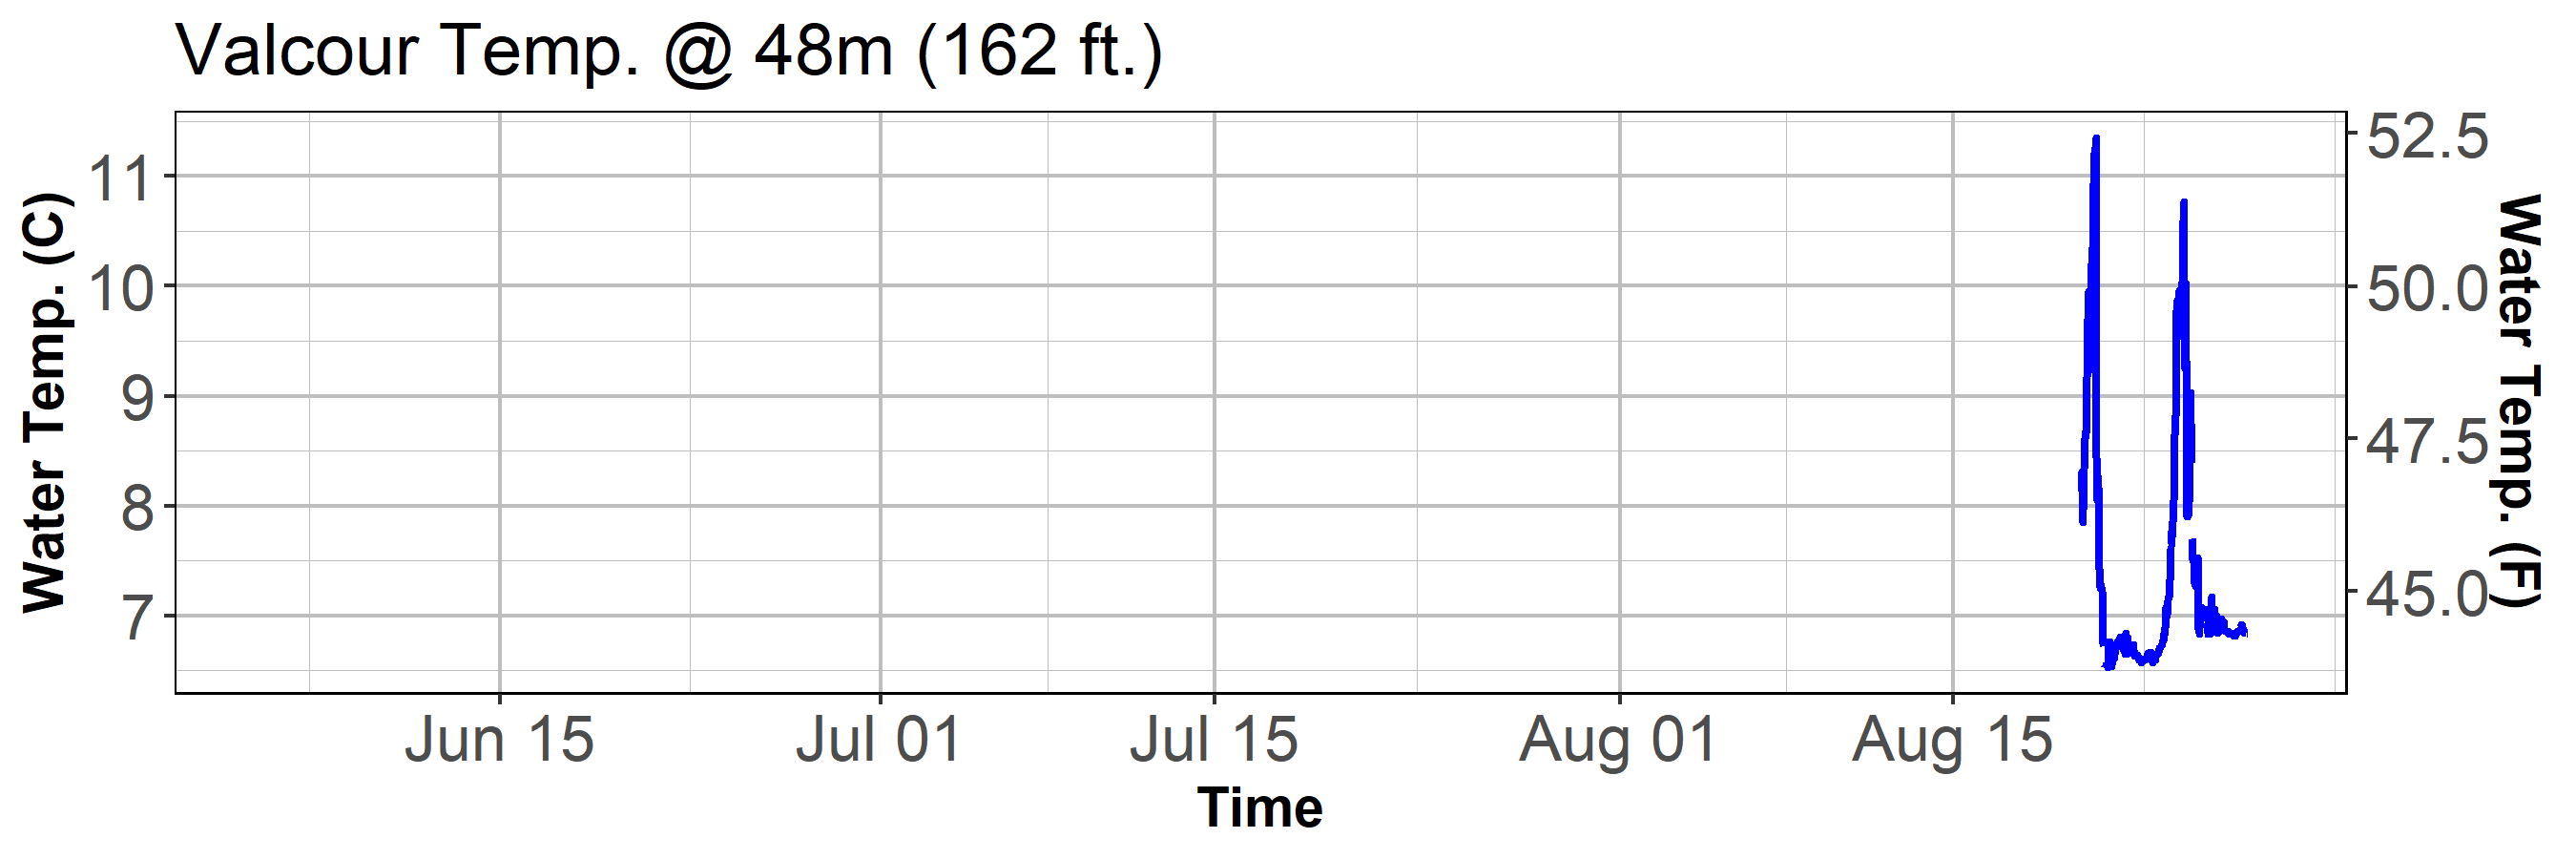 Valcour Temp. @ 48m (162 ft.)
Water Temp. (C)
11
10
9
8
7
52.5
50.0
47.5
45.0
Water Temp. (F)
Jun 15
Jul 01
Jul 15
Aug 01
Aug 15
Time